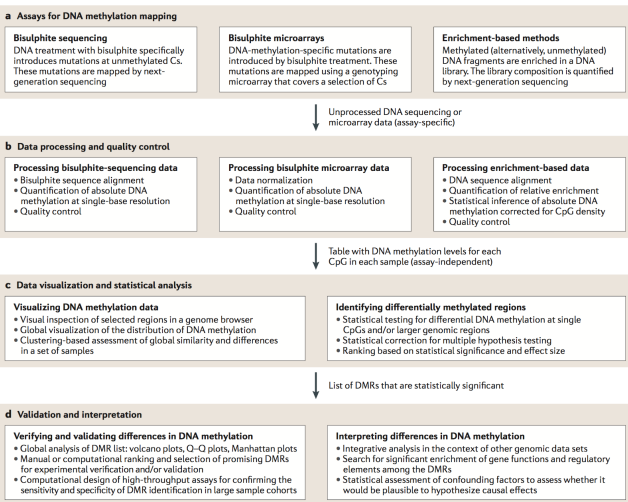 a Assays for DNA methylation mapping
Bisulphite sequencing
DNA treatment with bisulphite specifically
introduces mutations at unmethylated Cs.
These mutations are mapped by next-
generation sequencing
Bisulphite microarrays
DNA-methylation-specific mutations are
introduced by bisulphite treatment. These
mutations are mapped using a genotyping
microarray that covers a selection of Cs
Enrichment-based methods
Methylated (alternatively, unmethylated)
DNA fragments are enriched in a DNA
library. The library composition is quantified
by next-generation sequencing
Unprocessed DNA sequencing or
microarray data (assay-specific)
b Data processing and quality control
Processing bisulphite-sequencing data
• Bisulphite sequence alignment
• Quantification of absolute DNA
methylation at single-base resolution
• Quality control
Processing bisulphite microarray data
• Data normalization
• Quantification of absolute DNA
methylation at single-base resolution
• Quality control
Processing enrichment-based data
• DNA sequence alignment
• Quantification of relative enrichment
• Statistical inference of absolute DNA
methylation corrected for CpG density
• Quality control
Table with DNA methylation levels for each
CpG in each sample (assay-independent)
c Data visualization and statistical analysis
Visualizing DNA methylation data
• Visual inspection of selected regions in a genome browser
• Global visualization of the distribution of DNA methylation
• Clustering-based assessment of global similarity and differences
in a set of samples
Identifying differentially methylated regions
• Statistical testing for differential DNA methylation at single
CpGs and/or larger genomic regions
• Statistical correction for multiple hypothesis testing
• Ranking based on statistical significance and effect size
List of DMRs that are statistically significant
d Validation and interpretation
Verifying and validating differences in DNA methylation
• Global analysis of DMR list: volcano plots, Q–Q plots, Manhattan plots
• Manual or computational ranking and selection of promising DMRs
for experimental verification and/or validation
• Computational design of high-throughput assays for confirming the
sensitivity and specificity of DMR identification in large sample cohorts
Interpreting differences in DNA methylation
• Integrative analysis in the context of other genomic data sets
• Search for significant enrichment of gene functions and regulatory
elements among the DMRs
• Statistical assessment of confounding factors to assess whether it
would be plausible to hypothesize causal effects